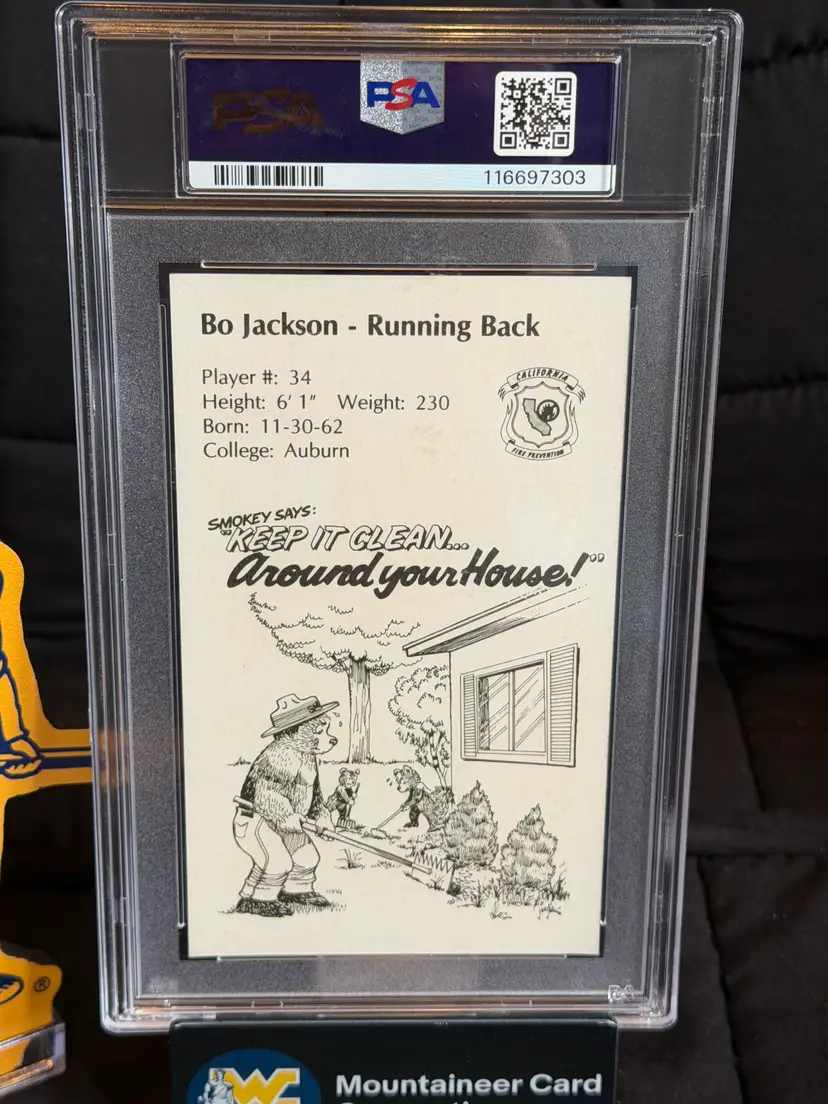 PSA
PSA
116697303
Bo Jackson - Running Back
Player #: 34
Height: 6' 1" Weight: 230
Born: 11-30-62
College: Auburn
CALIFORNIA
FIRE PREVENTION
SMOKEY SAYS:
"KEEP IT CLEAN...
Around your House!"
®
Mountaineer Card